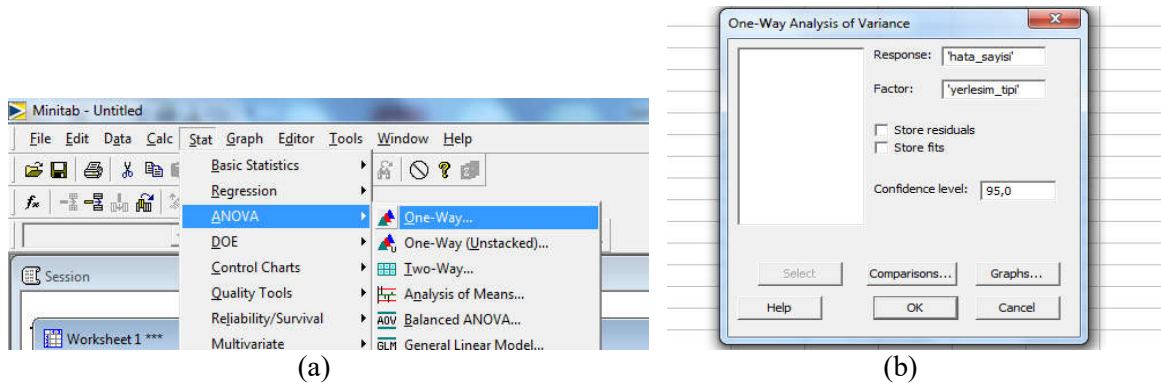 Minitab - Untitled
File Edit Data Calc Stat Graph Editor Tools Window Help
Basic Statistics
Regression
ANOVA
DOE
Control Charts
Quality Tools
Reliability/Survival
Multivariate
One-Way...
One-Way (Unstacked)...
Two-Way...
Analysis of Means...
AOV Balanced ANOVA...
GLM General Linear Model...
Session
Worksheet 1 ***
(a)
One-Way Analysis of Variance
Response: 'hata_sayisi'
Factor: 'yerlesim_tipi'
Store residuals
Store fits
Confidence level: 95,0
Select Comparisons... Graphs...
Help OK Cancel
(b)